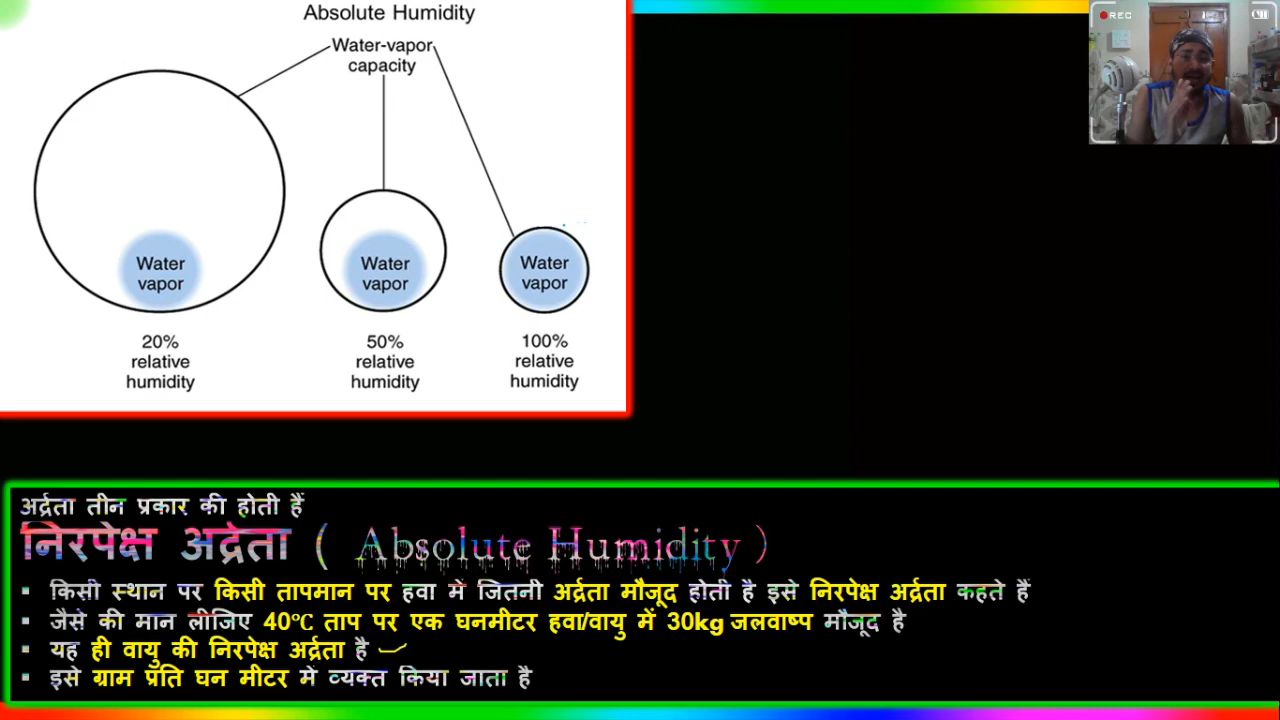 Absolute Humidity
Water-vapor
capacity
Water
vapor
Water
vapor
Water
vapor
20%
relative
humidity
50%
relative
humidity
100%
relative
humidity
REC
अर्द्रता तीन प्रकार की होती हैं
निरपेक्ष अर्द्रता ( Absolute Humidity )
▪ किसी स्थान पर किसी तापमान पर हवा में जितनी अर्द्रता मौजूद होती है इसे निरपेक्ष अर्द्रता कहते हैं
▪ जैसे की मान लीजिए 40°C ताप पर एक घनमीटर हवा/वायु में 30kg जलवाष्प मौजूद है
▪ यह ही वायु की निरपेक्ष अर्द्रता है
▪ इसे ग्राम प्रति घन मीटर में व्यक्त किया जाता है